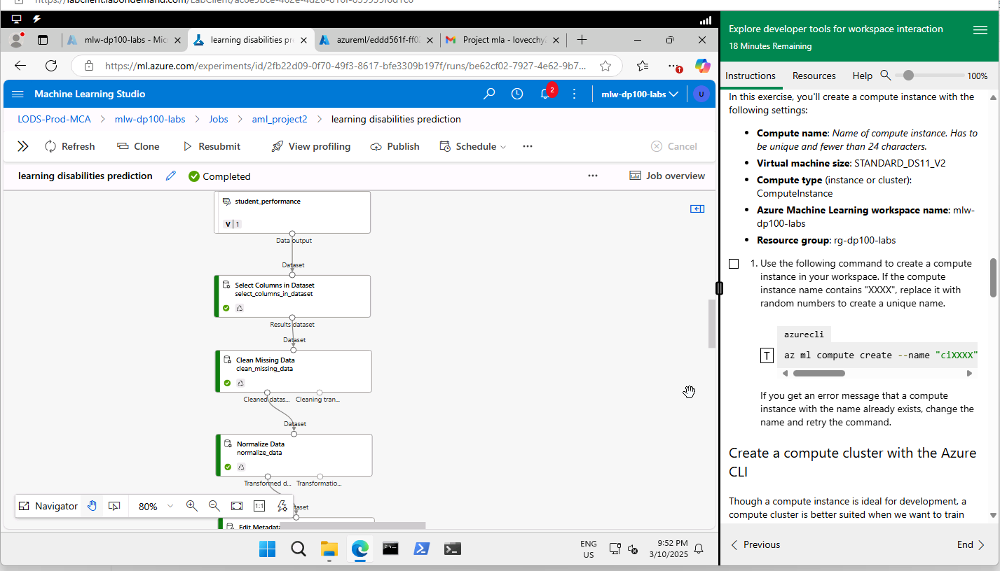 https://labclient.labondemand.com/LabClient/
mlw-dp100-labs - Mic
learning disabilities pr
azureml/eddd561f-ff0
Project mla - lovecchy
https://ml.azure.com/experiments/id/2fb22d09-0f70-49f3-8617-bfe3309b197f/runs/be62cf02-7927-4e62-9b7...
Machine Learning Studio
2
mlw-dp100-labs
U
LODS-Prod-MCA > mlw-dp100-labs > Jobs > aml_project2 > learning disabilities prediction
Refresh
Clone
Resubmit
View profiling
Publish
Schedule
...
Cancel
learning disabilities prediction
Completed
...
Job overview
student_performance
V | 1
Data output
Dataset
Select Columns in Dataset
select_columns_in_dataset
Results dataset
Dataset
Clean Missing Data
clean_missing_data
Cleaned datas...
Cleaning tran...
Dataset
Normalize Data
normalize_data
Transformed d...
Transformatio...
taset
Edit Metadata
Navigator
80%
1:1
ENG
US
9:52 PM
3/10/2025
Explore developer tools for workspace interaction
18 Minutes Remaining
Instructions
Resources
Help
100%
In this exercise, you'll create a compute instance with the
following settings:
• Compute name: Name of compute instance. Has to
be unique and fewer than 24 characters.
• Virtual machine size: STANDARD_DS11_V2
• Compute type (instance or cluster):
ComputeInstance
• Azure Machine Learning workspace name: mlw-
dp100-labs
• Resource group: rg-dp100-labs
1. Use the following command to create a compute
instance in your workspace. If the compute
instance name contains "XXXX", replace it with
random numbers to create a unique name.
azurecli
T
az ml compute create --name "ciXXXX"
If you get an error message that a compute
instance with the name already exists, change the
name and retry the command.
Create a compute cluster with the Azure
CLI
Though a compute instance is ideal for development, a
compute cluster is better suited when we want to train
Previous
End